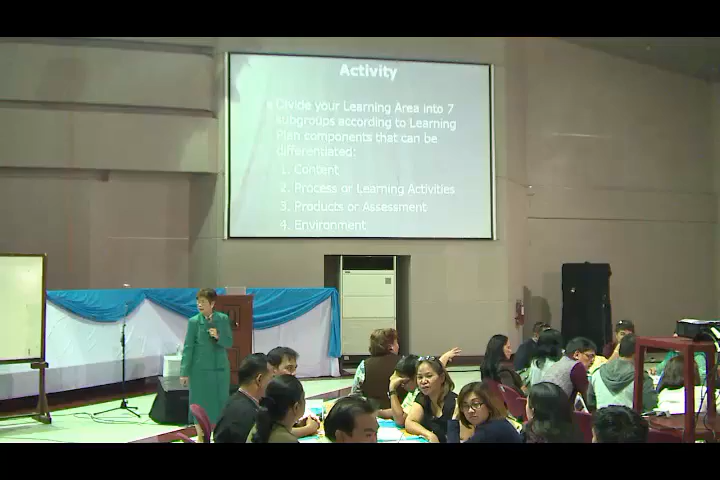 Activity
Divide your Learning Area into 7
subgroups according to Learning
Plan components that can be
differentiated:
1. Content
2. Process or Learning Activities
3. Products or Assessment
4. Environment